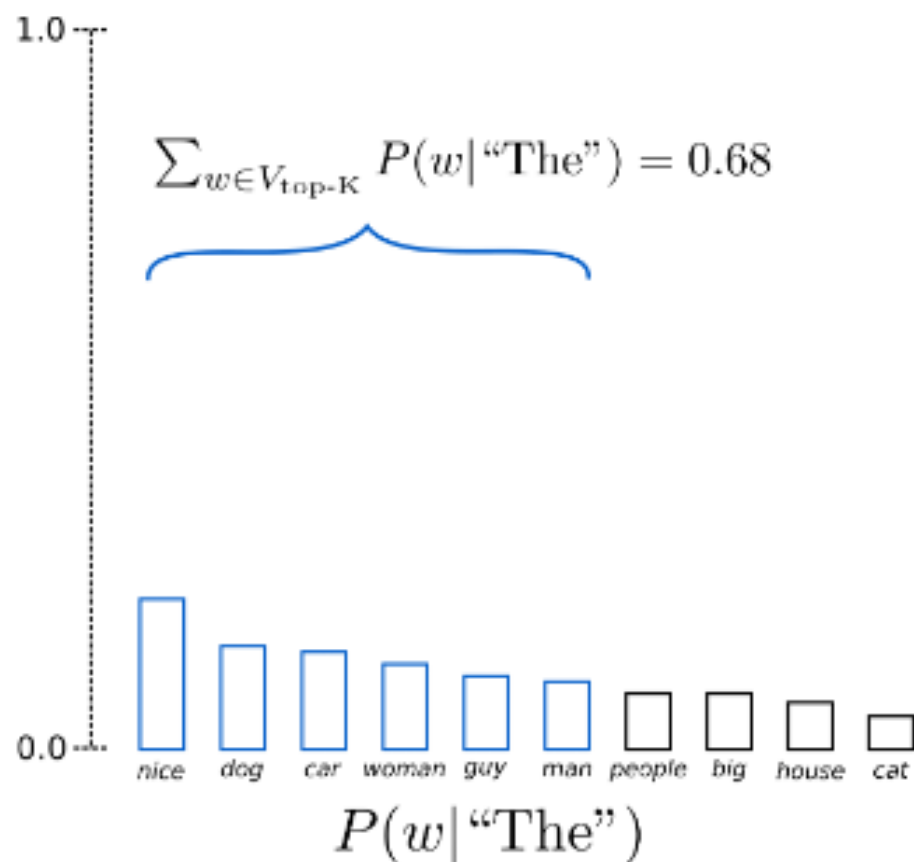 1.0
∑w∈Vtop-K P(w|“The”) = 0.68
0.0
nice dog car woman guy man people big house cat
P(w|“The”)